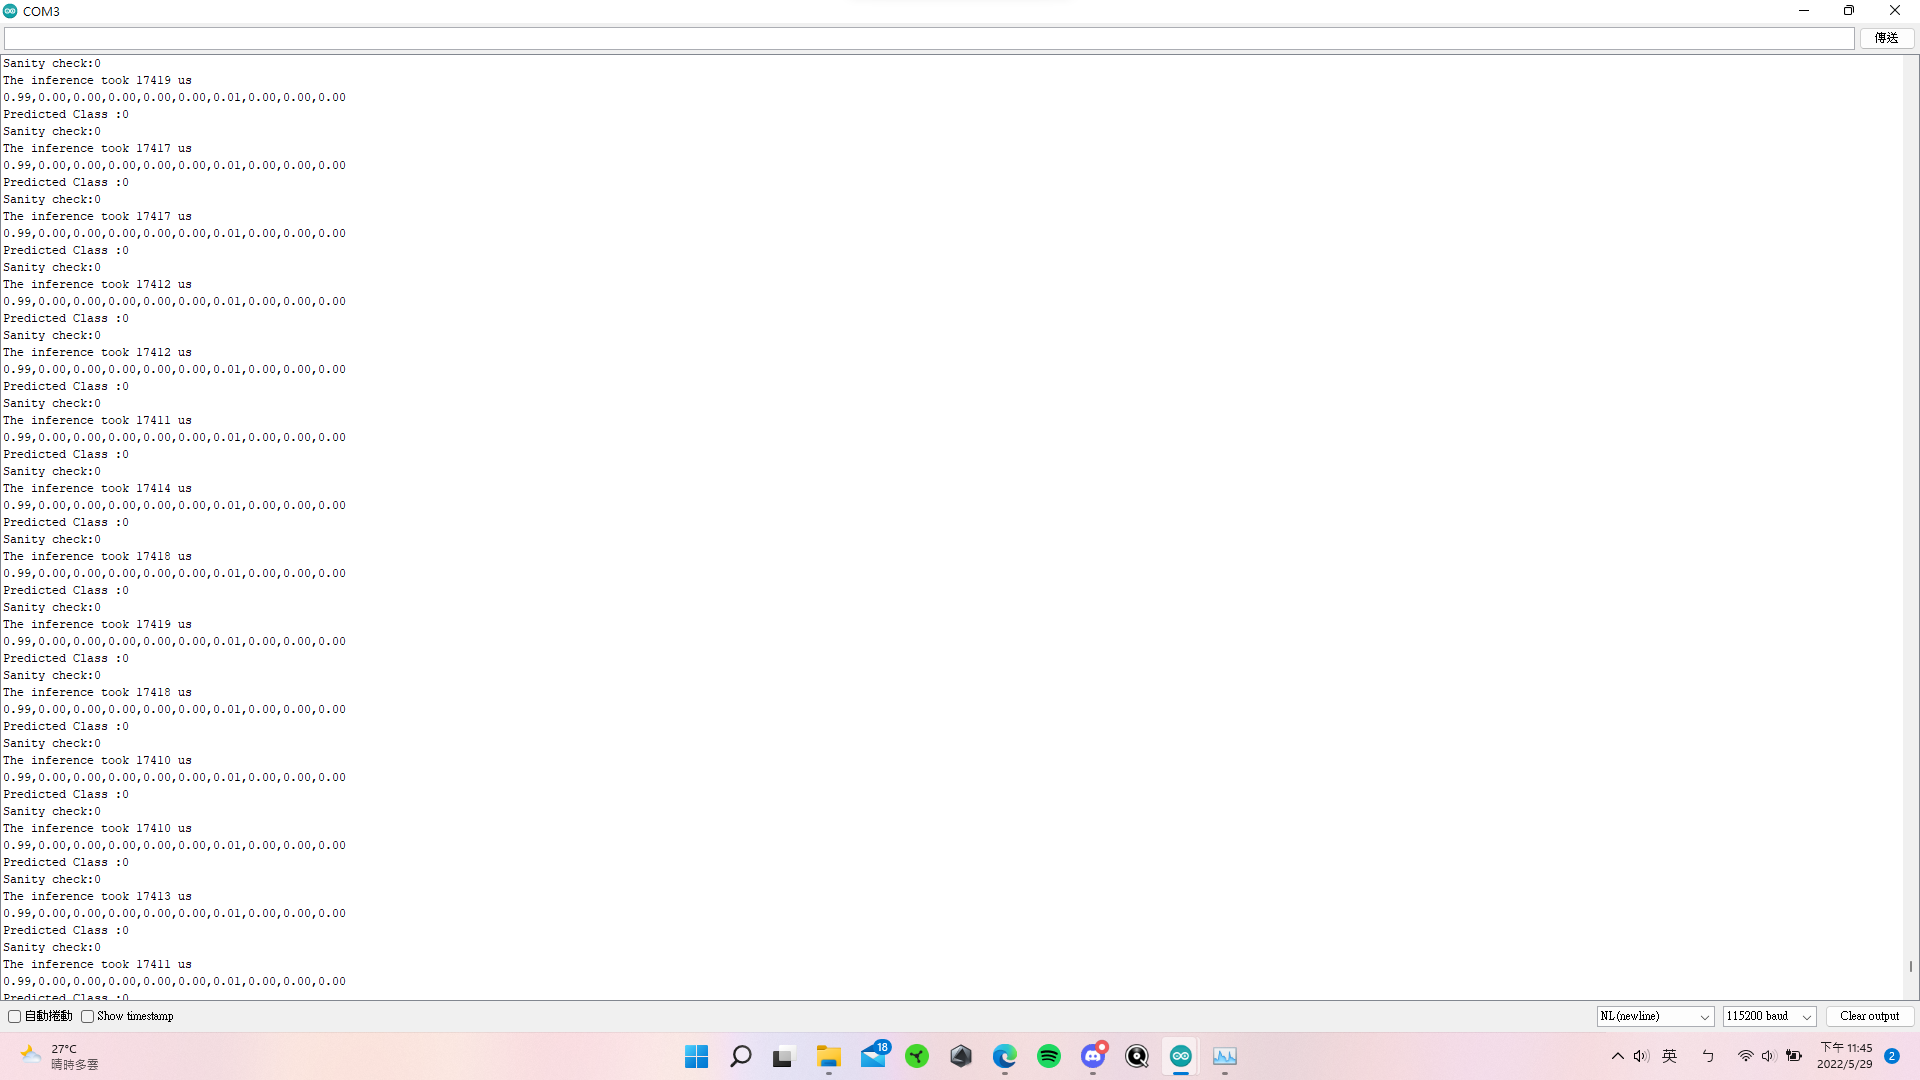 COM3
傳送
Sanity check:0
The inference took 17419 us
0.99,0.00,0.00,0.00,0.00,0.00,0.01,0.00,0.00,0.00
Predicted Class :0
Sanity check:0
The inference took 17417 us
0.99,0.00,0.00,0.00,0.00,0.00,0.01,0.00,0.00,0.00
Predicted Class :0
Sanity check:0
The inference took 17417 us
0.99,0.00,0.00,0.00,0.00,0.00,0.01,0.00,0.00,0.00
Predicted Class :0
Sanity check:0
The inference took 17412 us
0.99,0.00,0.00,0.00,0.00,0.00,0.01,0.00,0.00,0.00
Predicted Class :0
Sanity check:0
The inference took 17412 us
0.99,0.00,0.00,0.00,0.00,0.00,0.01,0.00,0.00,0.00
Predicted Class :0
Sanity check:0
The inference took 17411 us
0.99,0.00,0.00,0.00,0.00,0.00,0.01,0.00,0.00,0.00
Predicted Class :0
Sanity check:0
The inference took 17414 us
0.99,0.00,0.00,0.00,0.00,0.00,0.01,0.00,0.00,0.00
Predicted Class :0
Sanity check:0
The inference took 17418 us
0.99,0.00,0.00,0.00,0.00,0.00,0.01,0.00,0.00,0.00
Predicted Class :0
Sanity check:0
The inference took 17419 us
0.99,0.00,0.00,0.00,0.00,0.00,0.01,0.00,0.00,0.00
Predicted Class :0
Sanity check:0
The inference took 17418 us
0.99,0.00,0.00,0.00,0.00,0.00,0.01,0.00,0.00,0.00
Predicted Class :0
Sanity check:0
The inference took 17410 us
0.99,0.00,0.00,0.00,0.00,0.00,0.01,0.00,0.00,0.00
Predicted Class :0
Sanity check:0
The inference took 17410 us
0.99,0.00,0.00,0.00,0.00,0.00,0.01,0.00,0.00,0.00
Predicted Class :0
Sanity check:0
The inference took 17413 us
0.99,0.00,0.00,0.00,0.00,0.00,0.01,0.00,0.00,0.00
Predicted Class :0
Sanity check:0
The inference took 17411 us
0.99,0.00,0.00,0.00,0.00,0.00,0.01,0.00,0.00,0.00
Predicted Class :0
自動捲動 Show timestamp NL(newline) 115200 baud Clear output
27°C
晴時多雲
18
英 ㄅ
下午 11:45
2022/5/29
2